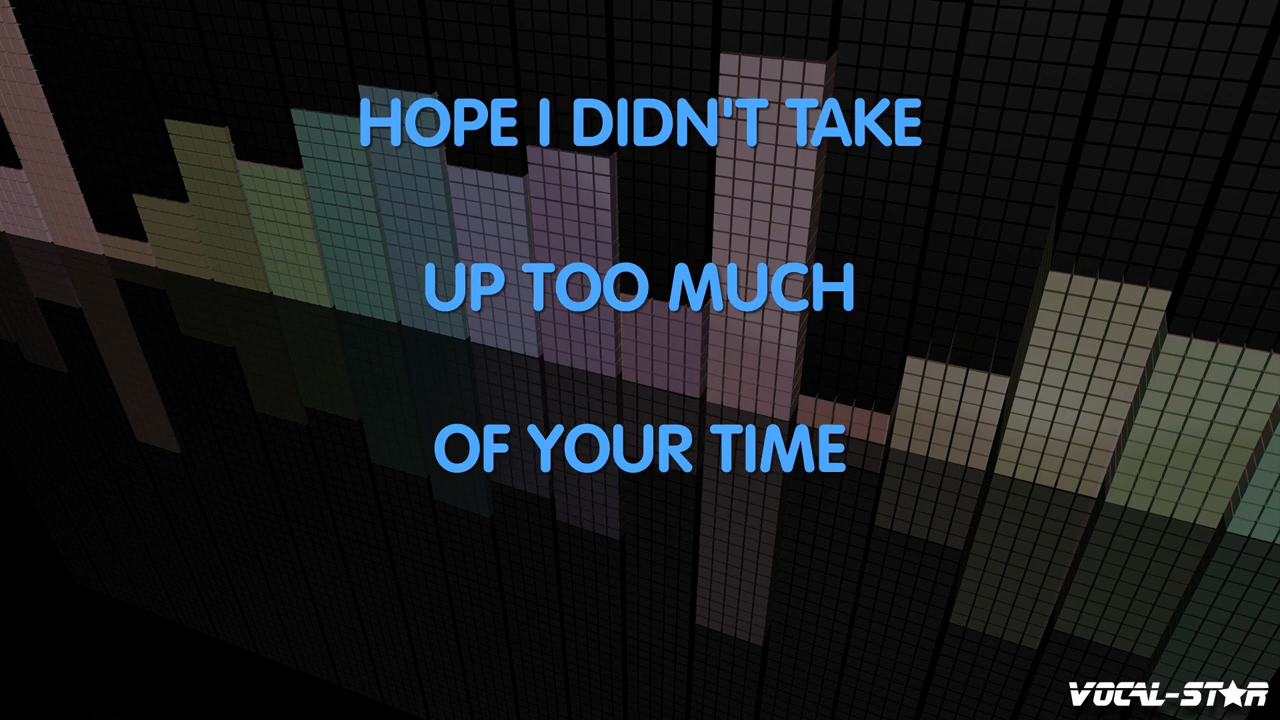 HOPE I DIDN'T TAKE
UP TOO MUCH
OF YOUR TIME
VOCAL-STAR